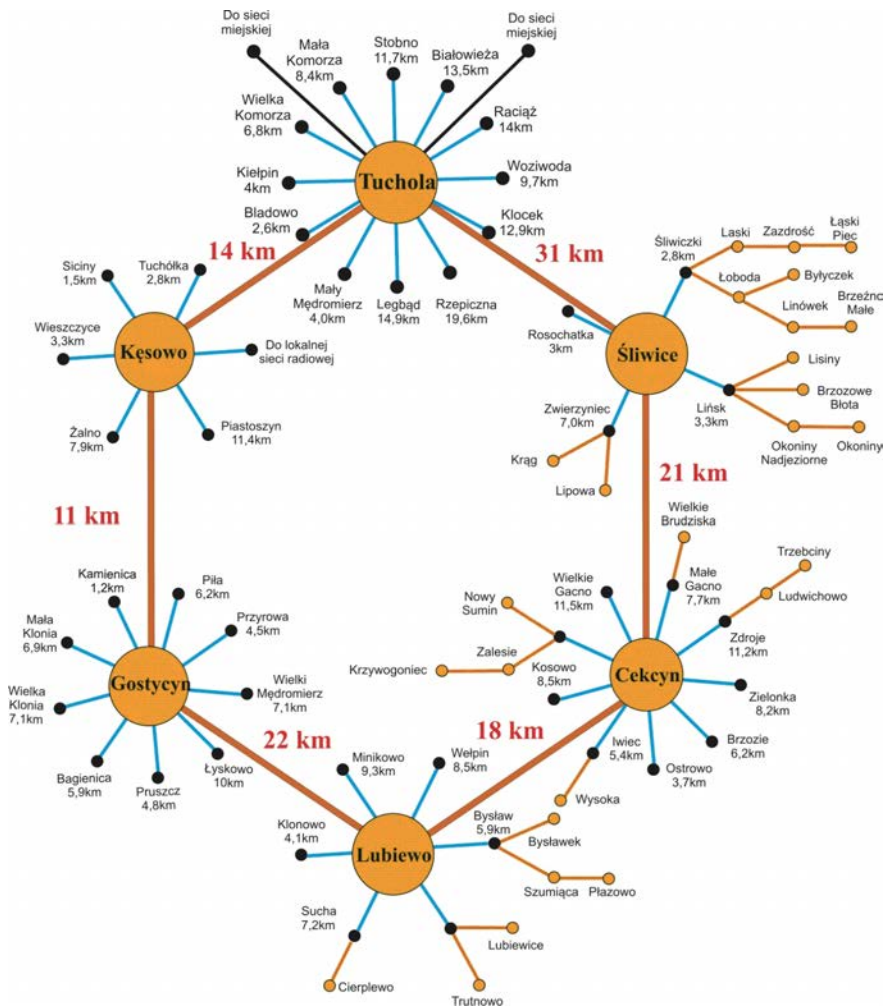 Do sieci
miejskiej
Do sieci
miejskiej
Mała
Komorza
8,4km
Stobno
11,7km
Białowieża
13,5km
Wielka
Komorza
6,8km
Raciąż
14km
Kiełpin
4km
Tuchola
Woziwoda
9,7km
Bladowo
2,6km
Klocek
12,9km
14 km
31 km
Mały
Mędromierz
4,0km
Legbąd
14,9km
Rzepiczna
19,6km
Siciny
1,5km
Tuchółka
2,8km
Wieszczyce
3,3km
Kęsowo
Do lokalnej
sieci radiowej
Żalno
7,9km
Piastoszyn
11,4km
Śliwiczki
2,8km
Laski
Zazdrość
Łąski
Piec
Łoboda
Byłyczek
Linówek
Brzeźno
Małe
Rosochatka
3km
Śliwice
Lisiny
Zwierzyniec
7,0km
Lińsk
3,3km
Brzozowe
Błota
Krąg
Lipowa
Okoniny
Nadjeziorne
Okoniny
11 km
21 km
Kamienica
1,2km
Piła
6,2km
Mała
Klonia
6,9km
Przyrowa
4,5km
Wielka
Klonia
7,1km
Gostycyn
Wielki
Mędromierz
7,1km
Bagienica
5,9km
Pruszcz
4,8km
Łyskowo
10km
Wielkie
Brudziska
Trzebciny
Nowy
Sumin
Wielkie
Gacno
11,5km
Małe
Gacno
7,7km
Ludwichowo
Zalesie
Zdroje
11,2km
Krzywogoniec
Kosowo
8,5km
Cekcyn
Zielonka
8,2km
Iwiec
5,4km
Ostrowo
3,7km
Brzozie
6,2km
Wysoka
22 km
18 km
Minikowo
9,3km
Wełpin
8,5km
Klonowo
4,1km
Lubiewo
Bysław
5,9km
Bysławek
Szumiąca
Płazowo
Sucha
7,2km
Lubiewice
Cierplewo
Trutnowo